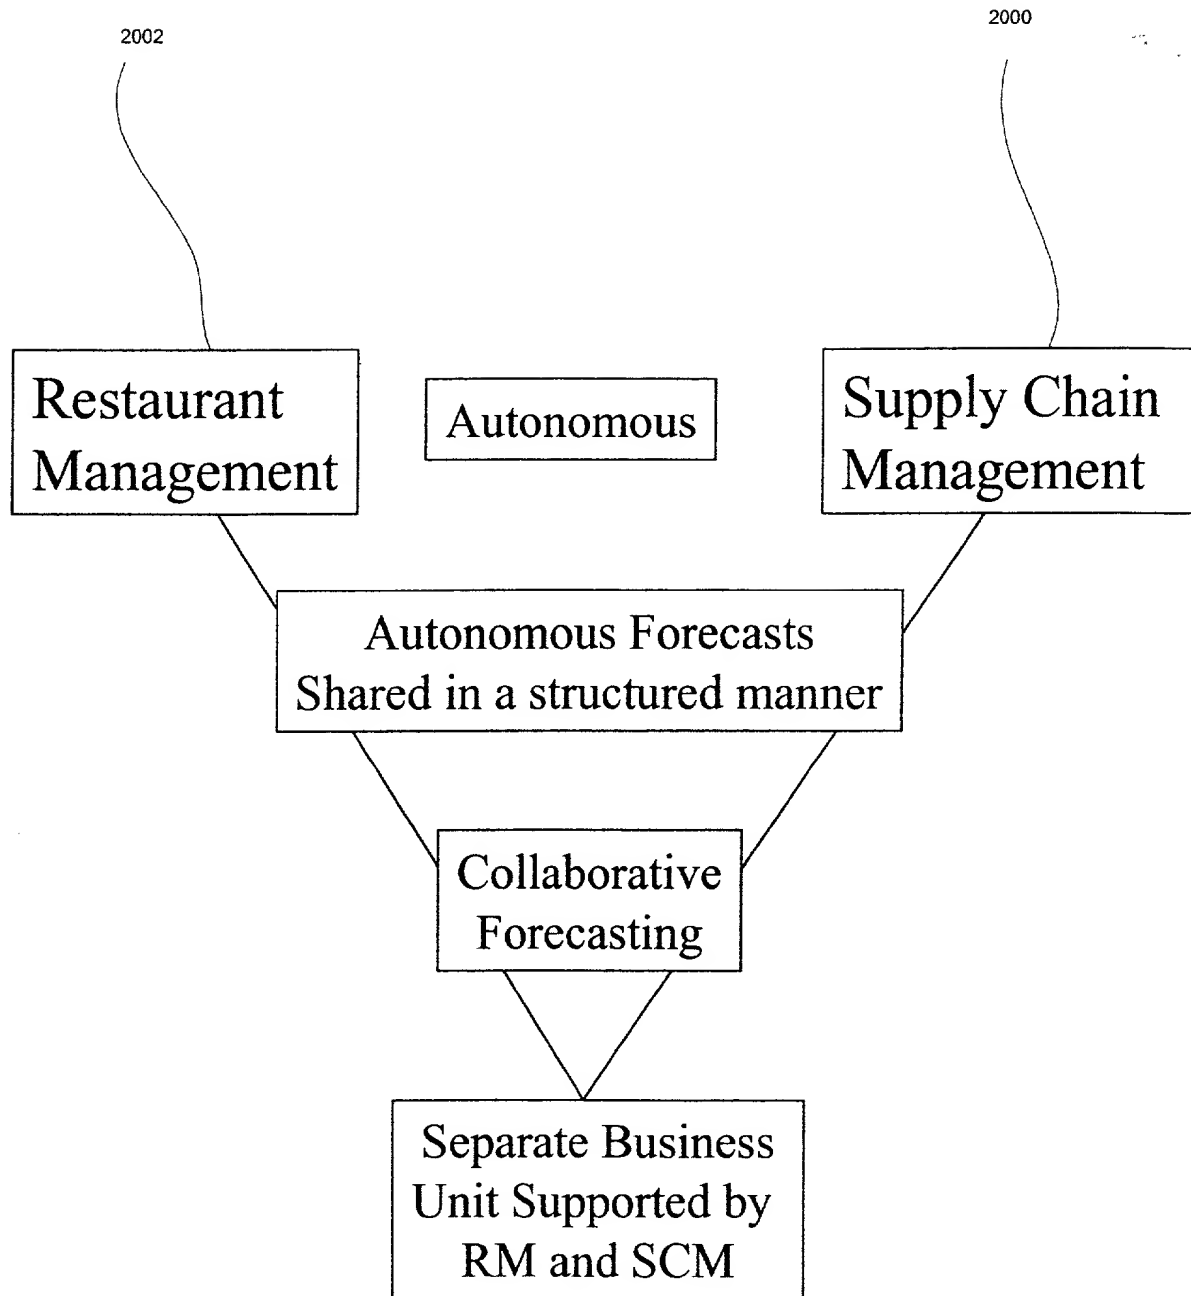 2002
2000
Restaurant
Management
Autonomous
Supply Chain
Management
Autonomous Forecasts
Shared in a structured manner
Collaborative
Forecasting
Separate Business
Unit Supported by
RM and SCM